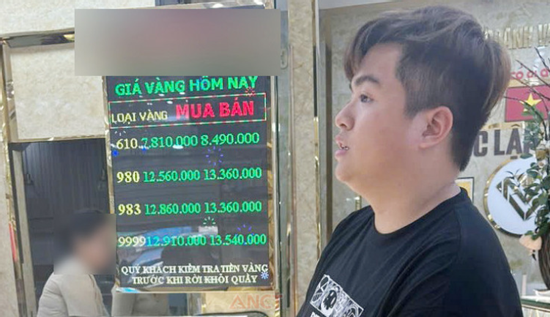 GIÁ VÀNG HÔM NAY
LOẠI VÀNG MUA BÁN
610 7.810.000 8.490.000
980 12.560.000 13.360.000
983 12.860.000 13.360.000
9999 12.910.000 13.540.000
QUÝ KHÁCH KIỂM TRA TIỀN VÀNG
TRƯỚC KHI RỜI KHỎI QUẦY